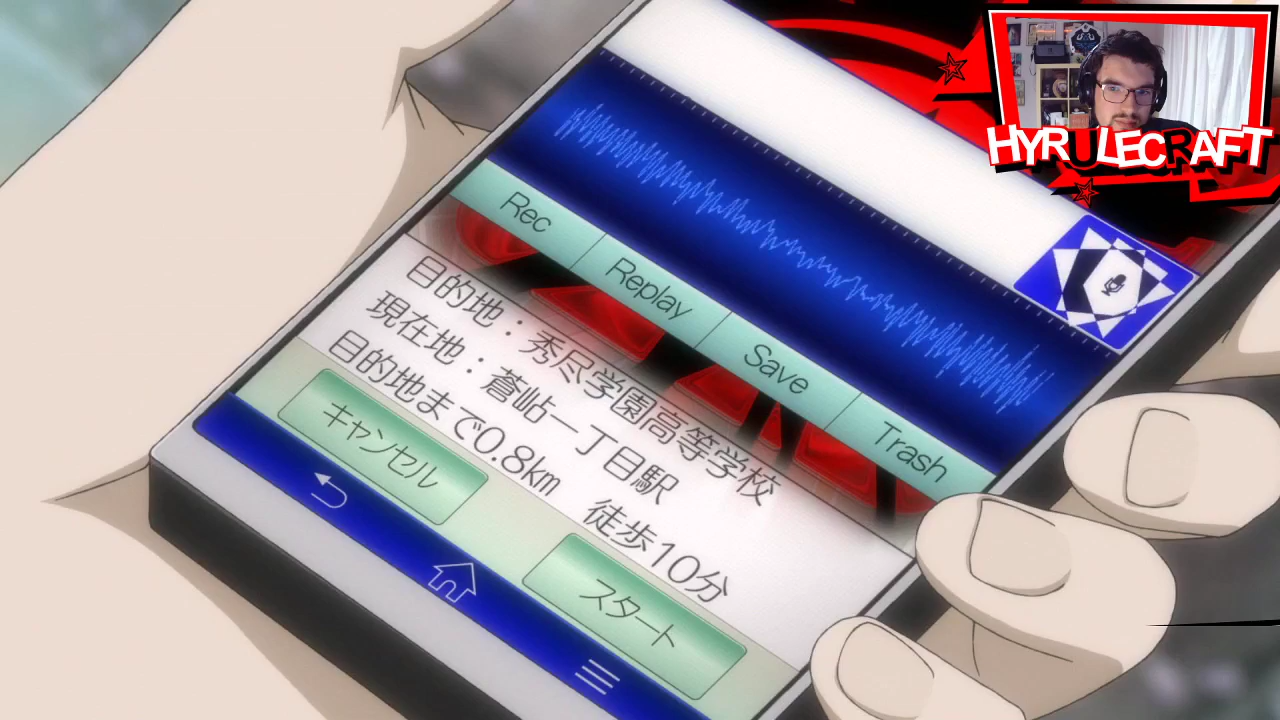 HYRULECRAFT
Rec Replay Save Trash
目的地：秀尽学園高等学校
現在地：蒼岾一丁目駅
目的地まで0.8km 徒歩10分
キャンセル スタート